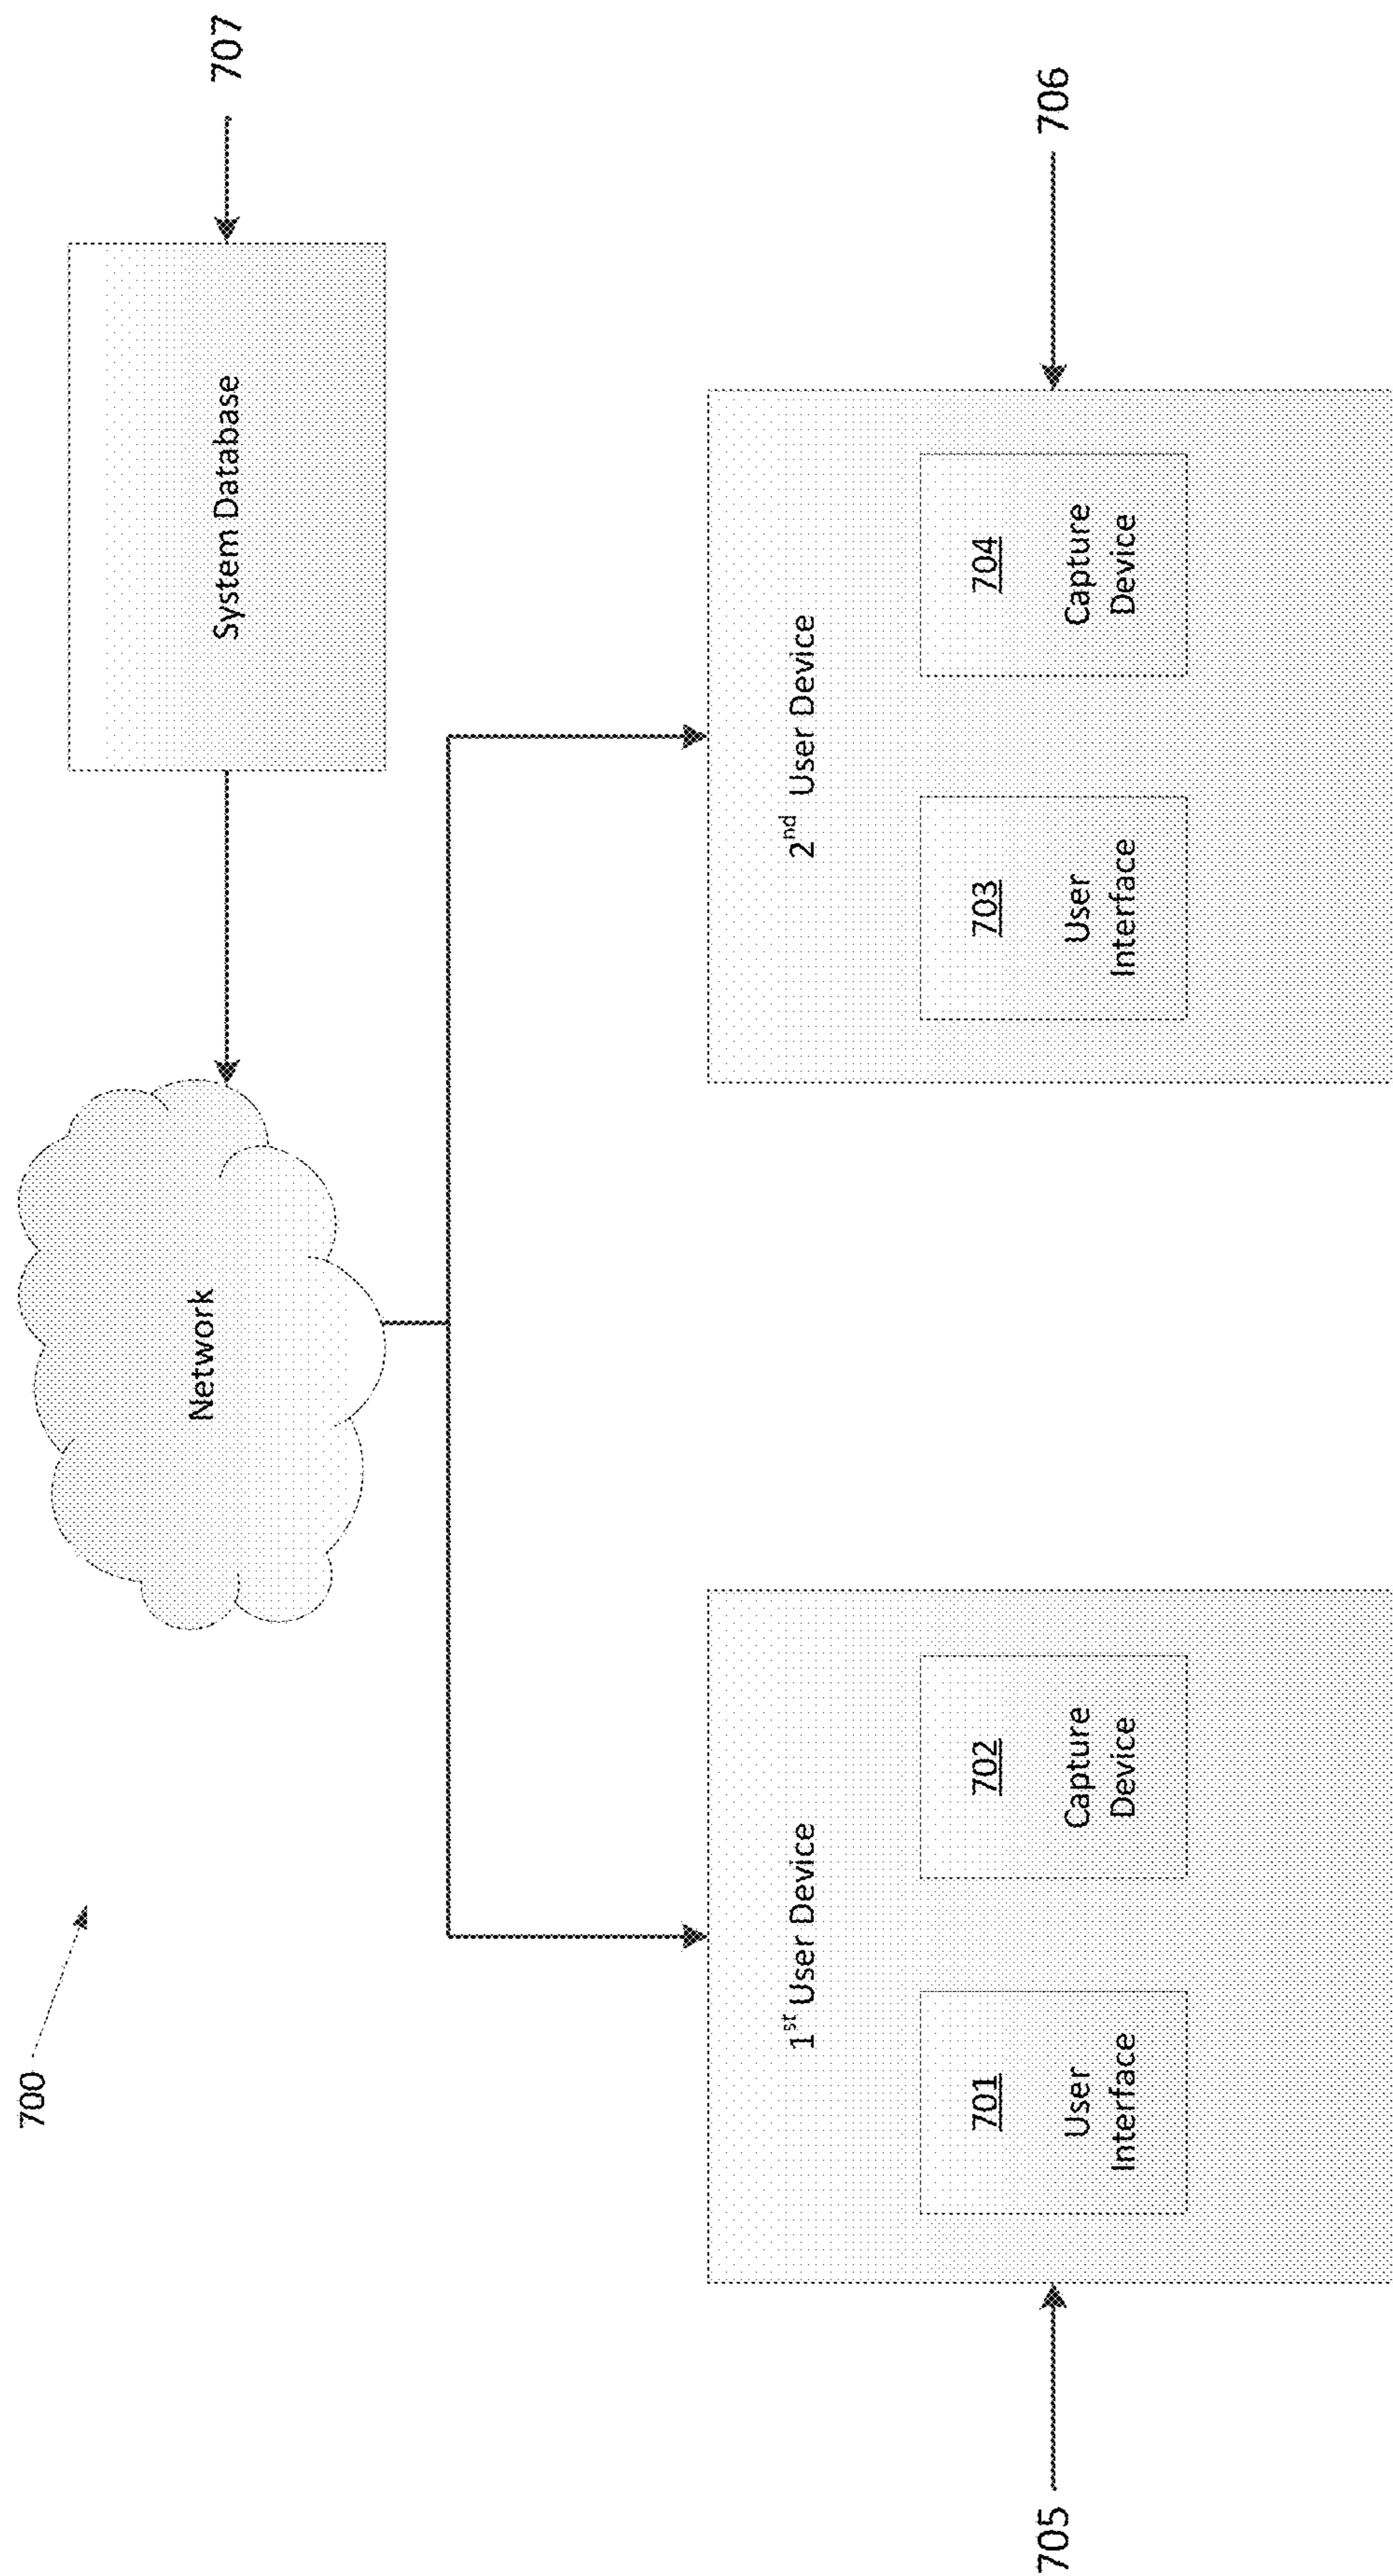 700
Network
System Database
707
1st User Device
701
User
Interface
702
Capture
Device
705
2nd User Device
703
User
Interface
704
Capture
Device
706